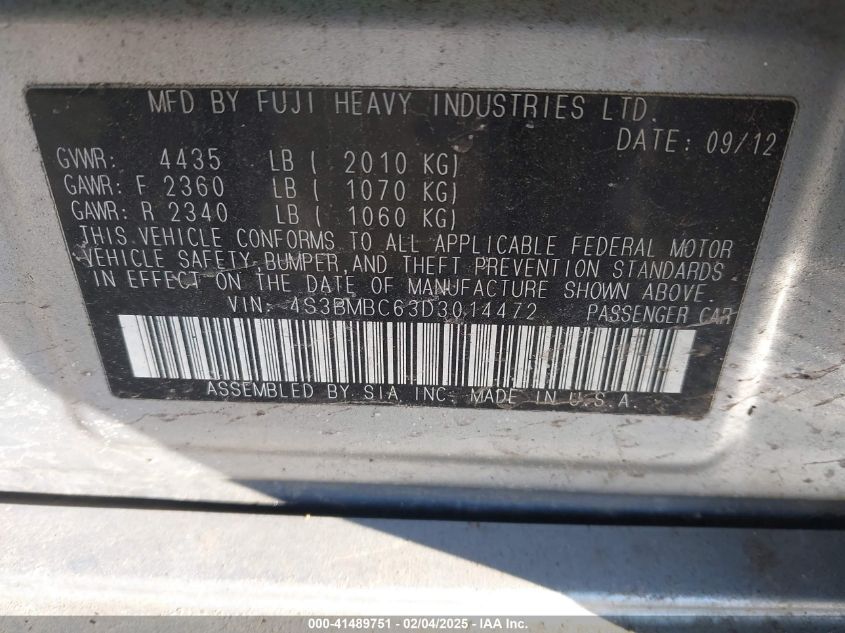 MFD BY FUJI HEAVY INDUSTRIES LTD.
DATE: 09/12
GVWR: 4435 LB ( 2010 KG)
GAWR: F 2360 LB ( 1070 KG)
GAWR: R 2340 LB ( 1060 KG)
THIS VEHICLE CONFORMS TO ALL APPLICABLE FEDERAL MOTOR
VEHICLE SAFETY, BUMPER, AND THEFT PREVENTION STANDARDS
IN EFFECT ON THE DATE OF MANUFACTURE SHOWN ABOVE.
VIN: 4S3BMBC63D3014472 PASSENGER CAR
ASSEMBLED BY SIA INC. MADE IN U.S.A.
000-41489751 - 02/04/2025 - IAA Inc.